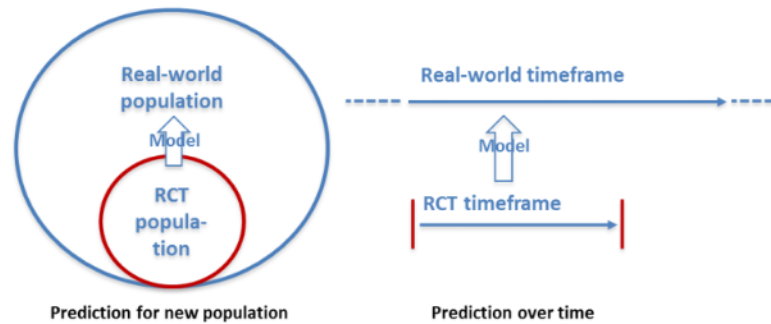 Real-world
population
Model
RCT
popula-
tion
Prediction for new population
Real-world timeframe
Model
RCT timeframe
Prediction over time